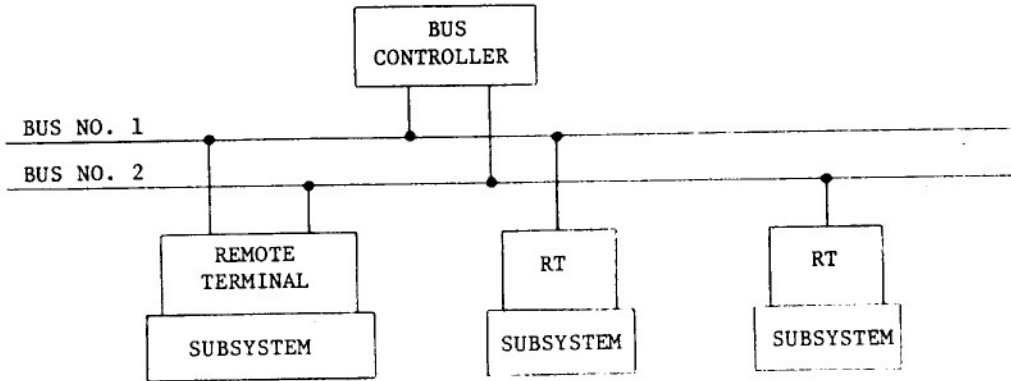 BUS
CONTROLLER
BUS NO. 1
BUS NO. 2
REMOTE
TERMINAL
RT
RT
SUBSYSTEM
SUBSYSTEM
SUBSYSTEM